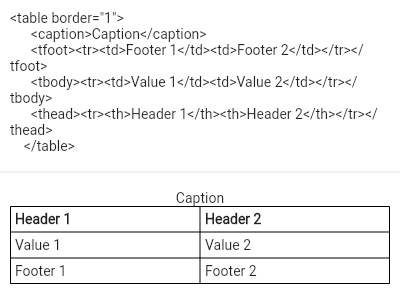 <table border="1">
<caption>Caption</caption>
<tfoot><tr><td>Footer 1</td><td>Footer 2</td></tr></
tfoot>
<tbody><tr><td>Value 1</td><td>Value 2</td></tr></
tbody>
<thead><tr><th>Header 1</th><th>Header 2</th></tr></
thead>
</table>
Caption
Header 1 Header 2
Value 1 Value 2
Footer 1 Footer 2